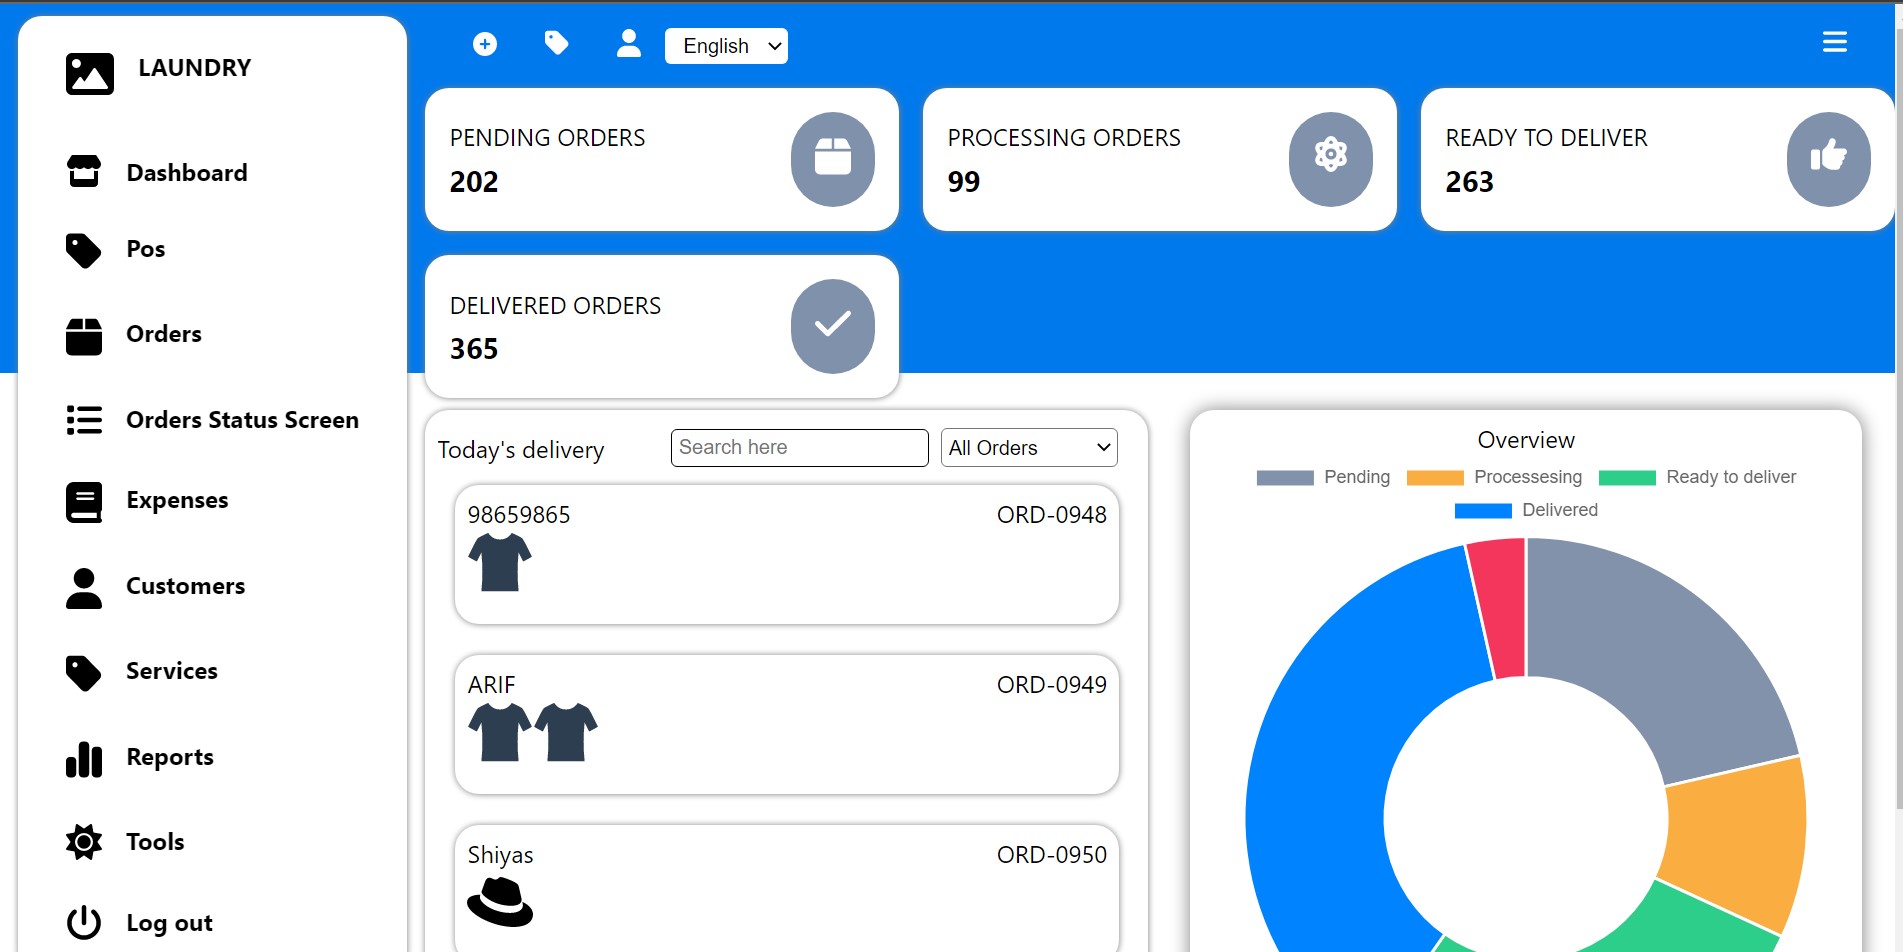 LAUNDRY
Dashboard
Pos
Orders
Orders Status Screen
Expenses
Customers
Services
Reports
Tools
Log out
English
PENDING ORDERS
202
PROCESSING ORDERS
99
READY TO DELIVER
263
DELIVERED ORDERS
365
Today's delivery
Search here
All Orders
98659865
ORD-0948
ARIF
ORD-0949
Shiyas
ORD-0950
Overview
Pending
Processesing
Ready to deliver
Delivered